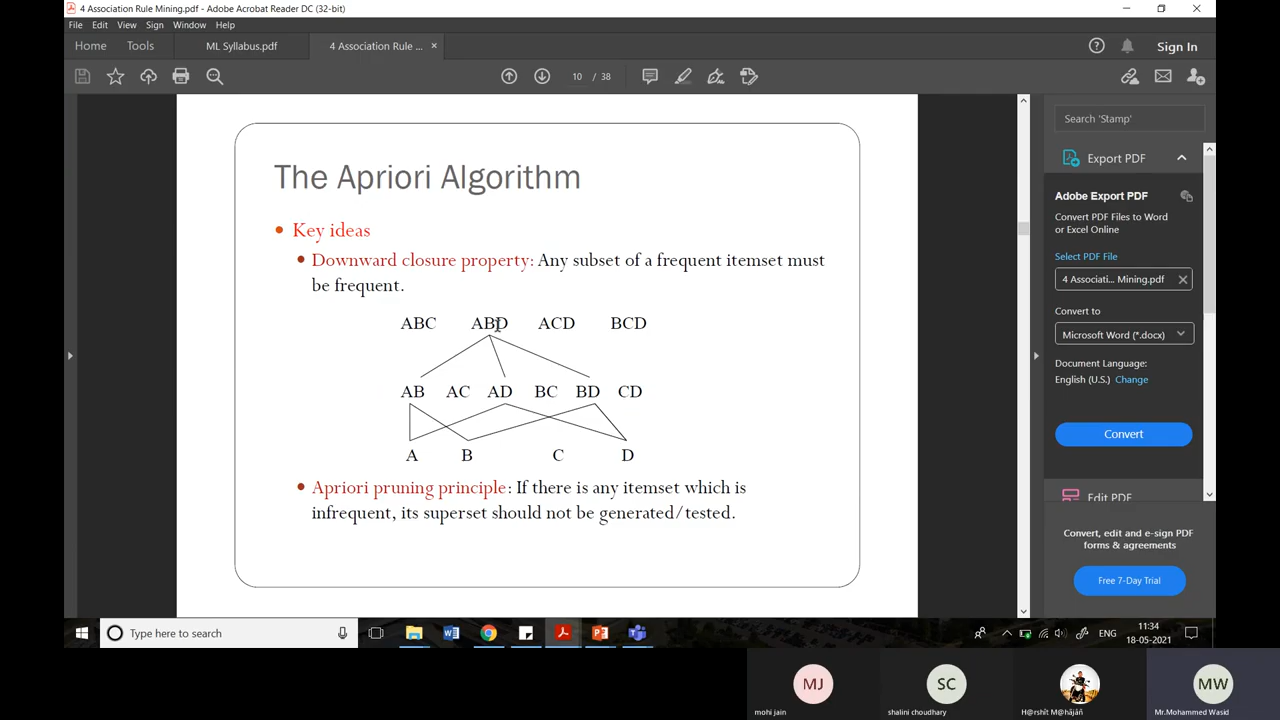 4 Association Rule Mining.pdf - Adobe Acrobat Reader DC (32-bit)
File Edit View Sign Window Help
Home Tools ML Syllabus.pdf 4 Association Rule ... × Sign In
10 / 38
The Apriori Algorithm
Key ideas
Downward closure property: Any subset of a frequent itemset must
be frequent.
ABC ABD ACD BCD
AB AC AD BC BD CD
A B C D
Apriori pruning principle: If there is any itemset which is
infrequent, its superset should not be generated/tested.
Search 'Stamp'
Export PDF
Adobe Export PDF
Convert PDF Files to Word
or Excel Online
Select PDF File
4 Associati... Mining.pdf
Convert to
Microsoft Word (*.docx)
Document Language:
English (U.S.) Change
Convert
Edit PDF
Convert, edit and e-sign PDF
forms & agreements
Free 7-Day Trial
Type here to search
ENG
11:34
18-05-2021
MJ
mohi jain
SC
shalini choudhary
H@rshît M@hãjâñ
MW
Mr.Mohammed Wasid